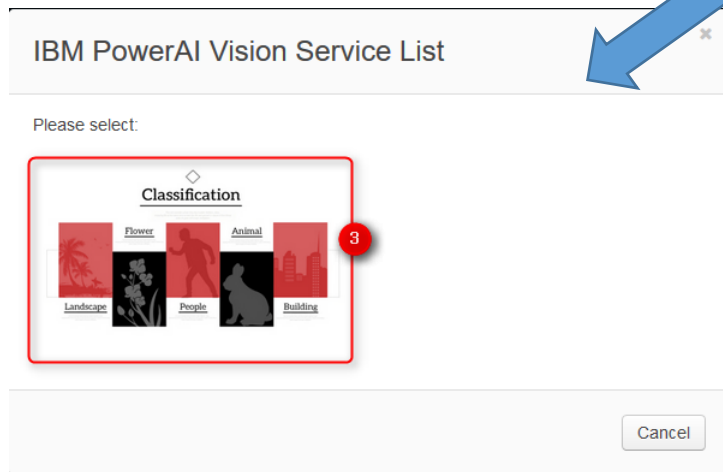 IBM PowerAI Vision Service List
×
Please select:
Classification
Flower Animal
3
Landscape People Building
Cancel